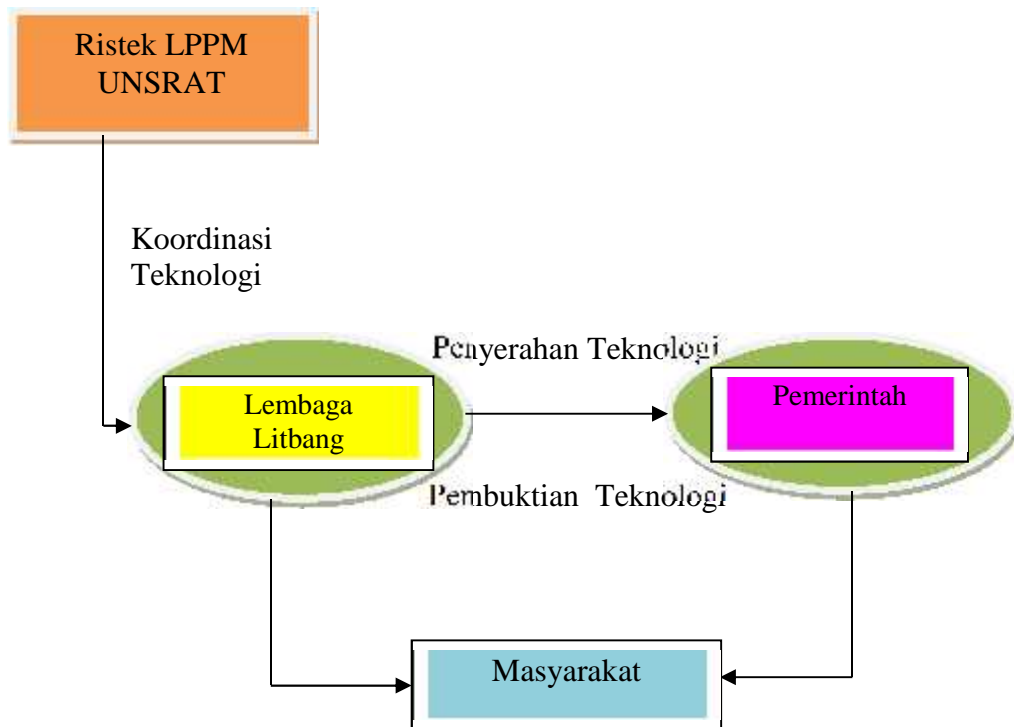 Ristek LPPM
UNSRAT
Koordinasi
Teknologi
Penyerahan Teknologi
Lembaga
Litbang
Pemerintah
Pembuktian Teknologi
Masyarakat